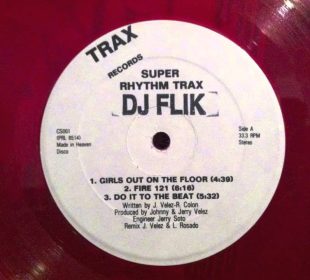 TRAX
RECORDS
SUPER
RHYTHM TRAX
DJ FLIK
CS001
(PRL 8514)
Made in Heaven
Disco
Side A
33.3 RPM
Stereo
1. GIRLS OUT ON THE FLOOR (4:39)
2. FIRE 121 (6:16)
3. DO IT TO THE BEAT (5:32)
Written by J. Velez-R. Colon
Produced by Johnny & Jerry Velez
Engineer Jerry Soto
Remix J. Velez & L. Rosado